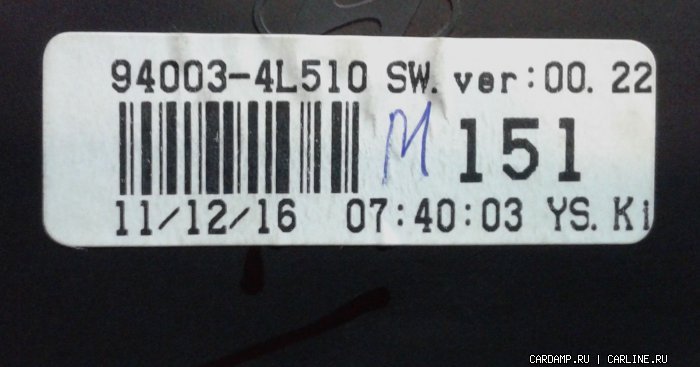 94003-4L510 SW. ver:00. 22
M 151
11/12/16 07:40:03 YS. Ki
CARDAMP.RU | CARLINE.RU